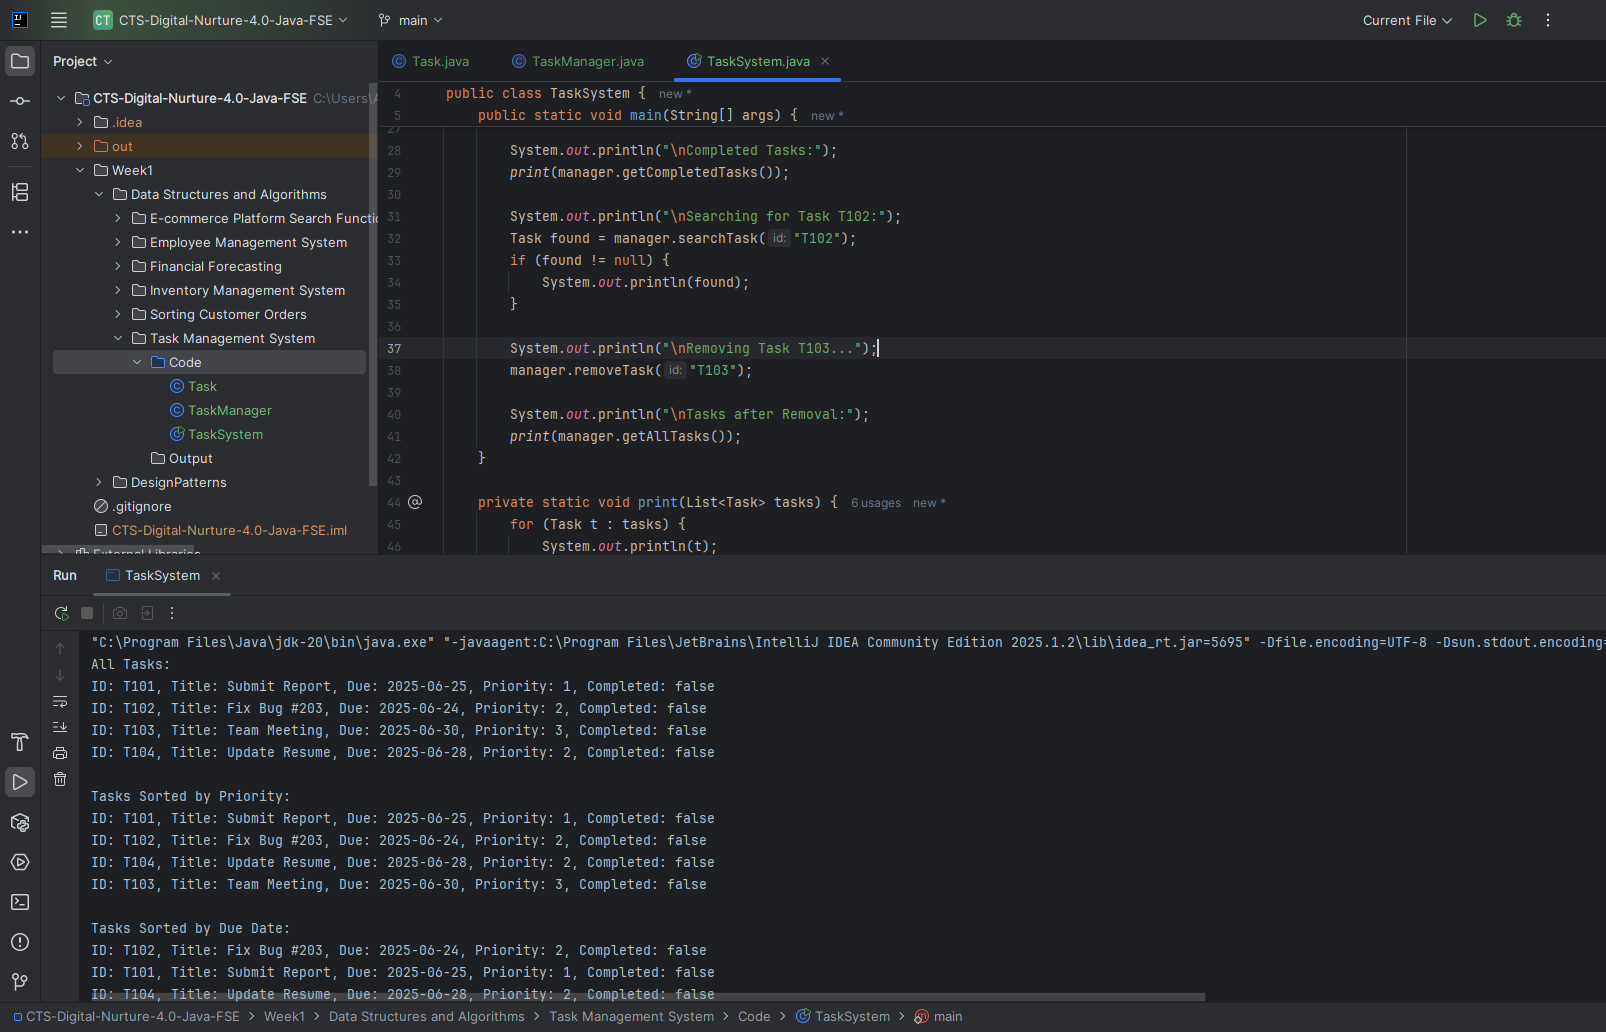 CT CTS-Digital-Nurture-4.0-Java-FSE main Current File
Project
CTS-Digital-Nurture-4.0-Java-FSE C:\Users\
.idea
out
Week1
Data Structures and Algorithms
E-commerce Platform Search Functio
Employee Management System
Financial Forecasting
Inventory Management System
Sorting Customer Orders
Task Management System
Code
Task
TaskManager
TaskSystem
Output
DesignPatterns
.gitignore
CTS-Digital-Nurture-4.0-Java-FSE.iml
External Libraries
Task.java TaskManager.java TaskSystem.java
4 public class TaskSystem { new *
5 public static void main(String[] args) { new *
27
28 System.out.println("\nCompleted Tasks:");
29 print(manager.getCompletedTasks());
30
31 System.out.println("\nSearching for Task T102:");
32 Task found = manager.searchTask( id: "T102");
33 if (found != null) {
34 System.out.println(found);
35 }
36
37 System.out.println("\nRemoving Task T103...");
38 manager.removeTask( id: "T103");
39
40 System.out.println("\nTasks after Removal:");
41 print(manager.getAllTasks());
42 }
43
44 @ private static void print(List<Task> tasks) { 6 usages new *
45 for (Task t : tasks) {
46 System.out.println(t);
Run TaskSystem
"C:\Program Files\Java\jdk-20\bin\java.exe" "-javaagent:C:\Program Files\JetBrains\IntelliJ IDEA Community Edition 2025.1.2\lib\idea_rt.jar=5695" -Dfile.encoding=UTF-8 -Dsun.stdout.encoding=
All Tasks:
ID: T101, Title: Submit Report, Due: 2025-06-25, Priority: 1, Completed: false
ID: T102, Title: Fix Bug #203, Due: 2025-06-24, Priority: 2, Completed: false
ID: T103, Title: Team Meeting, Due: 2025-06-30, Priority: 3, Completed: false
ID: T104, Title: Update Resume, Due: 2025-06-28, Priority: 2, Completed: false
Tasks Sorted by Priority:
ID: T101, Title: Submit Report, Due: 2025-06-25, Priority: 1, Completed: false
ID: T102, Title: Fix Bug #203, Due: 2025-06-24, Priority: 2, Completed: false
ID: T104, Title: Update Resume, Due: 2025-06-28, Priority: 2, Completed: false
ID: T103, Title: Team Meeting, Due: 2025-06-30, Priority: 3, Completed: false
Tasks Sorted by Due Date:
ID: T102, Title: Fix Bug #203, Due: 2025-06-24, Priority: 2, Completed: false
ID: T101, Title: Submit Report, Due: 2025-06-25, Priority: 1, Completed: false
ID: T104, Title: Update Resume, Due: 2025-06-28, Priority: 2, Completed: false
CTS-Digital-Nurture-4.0-Java-FSE > Week1 > Data Structures and Algorithms > Task Management System > Code > TaskSystem > main